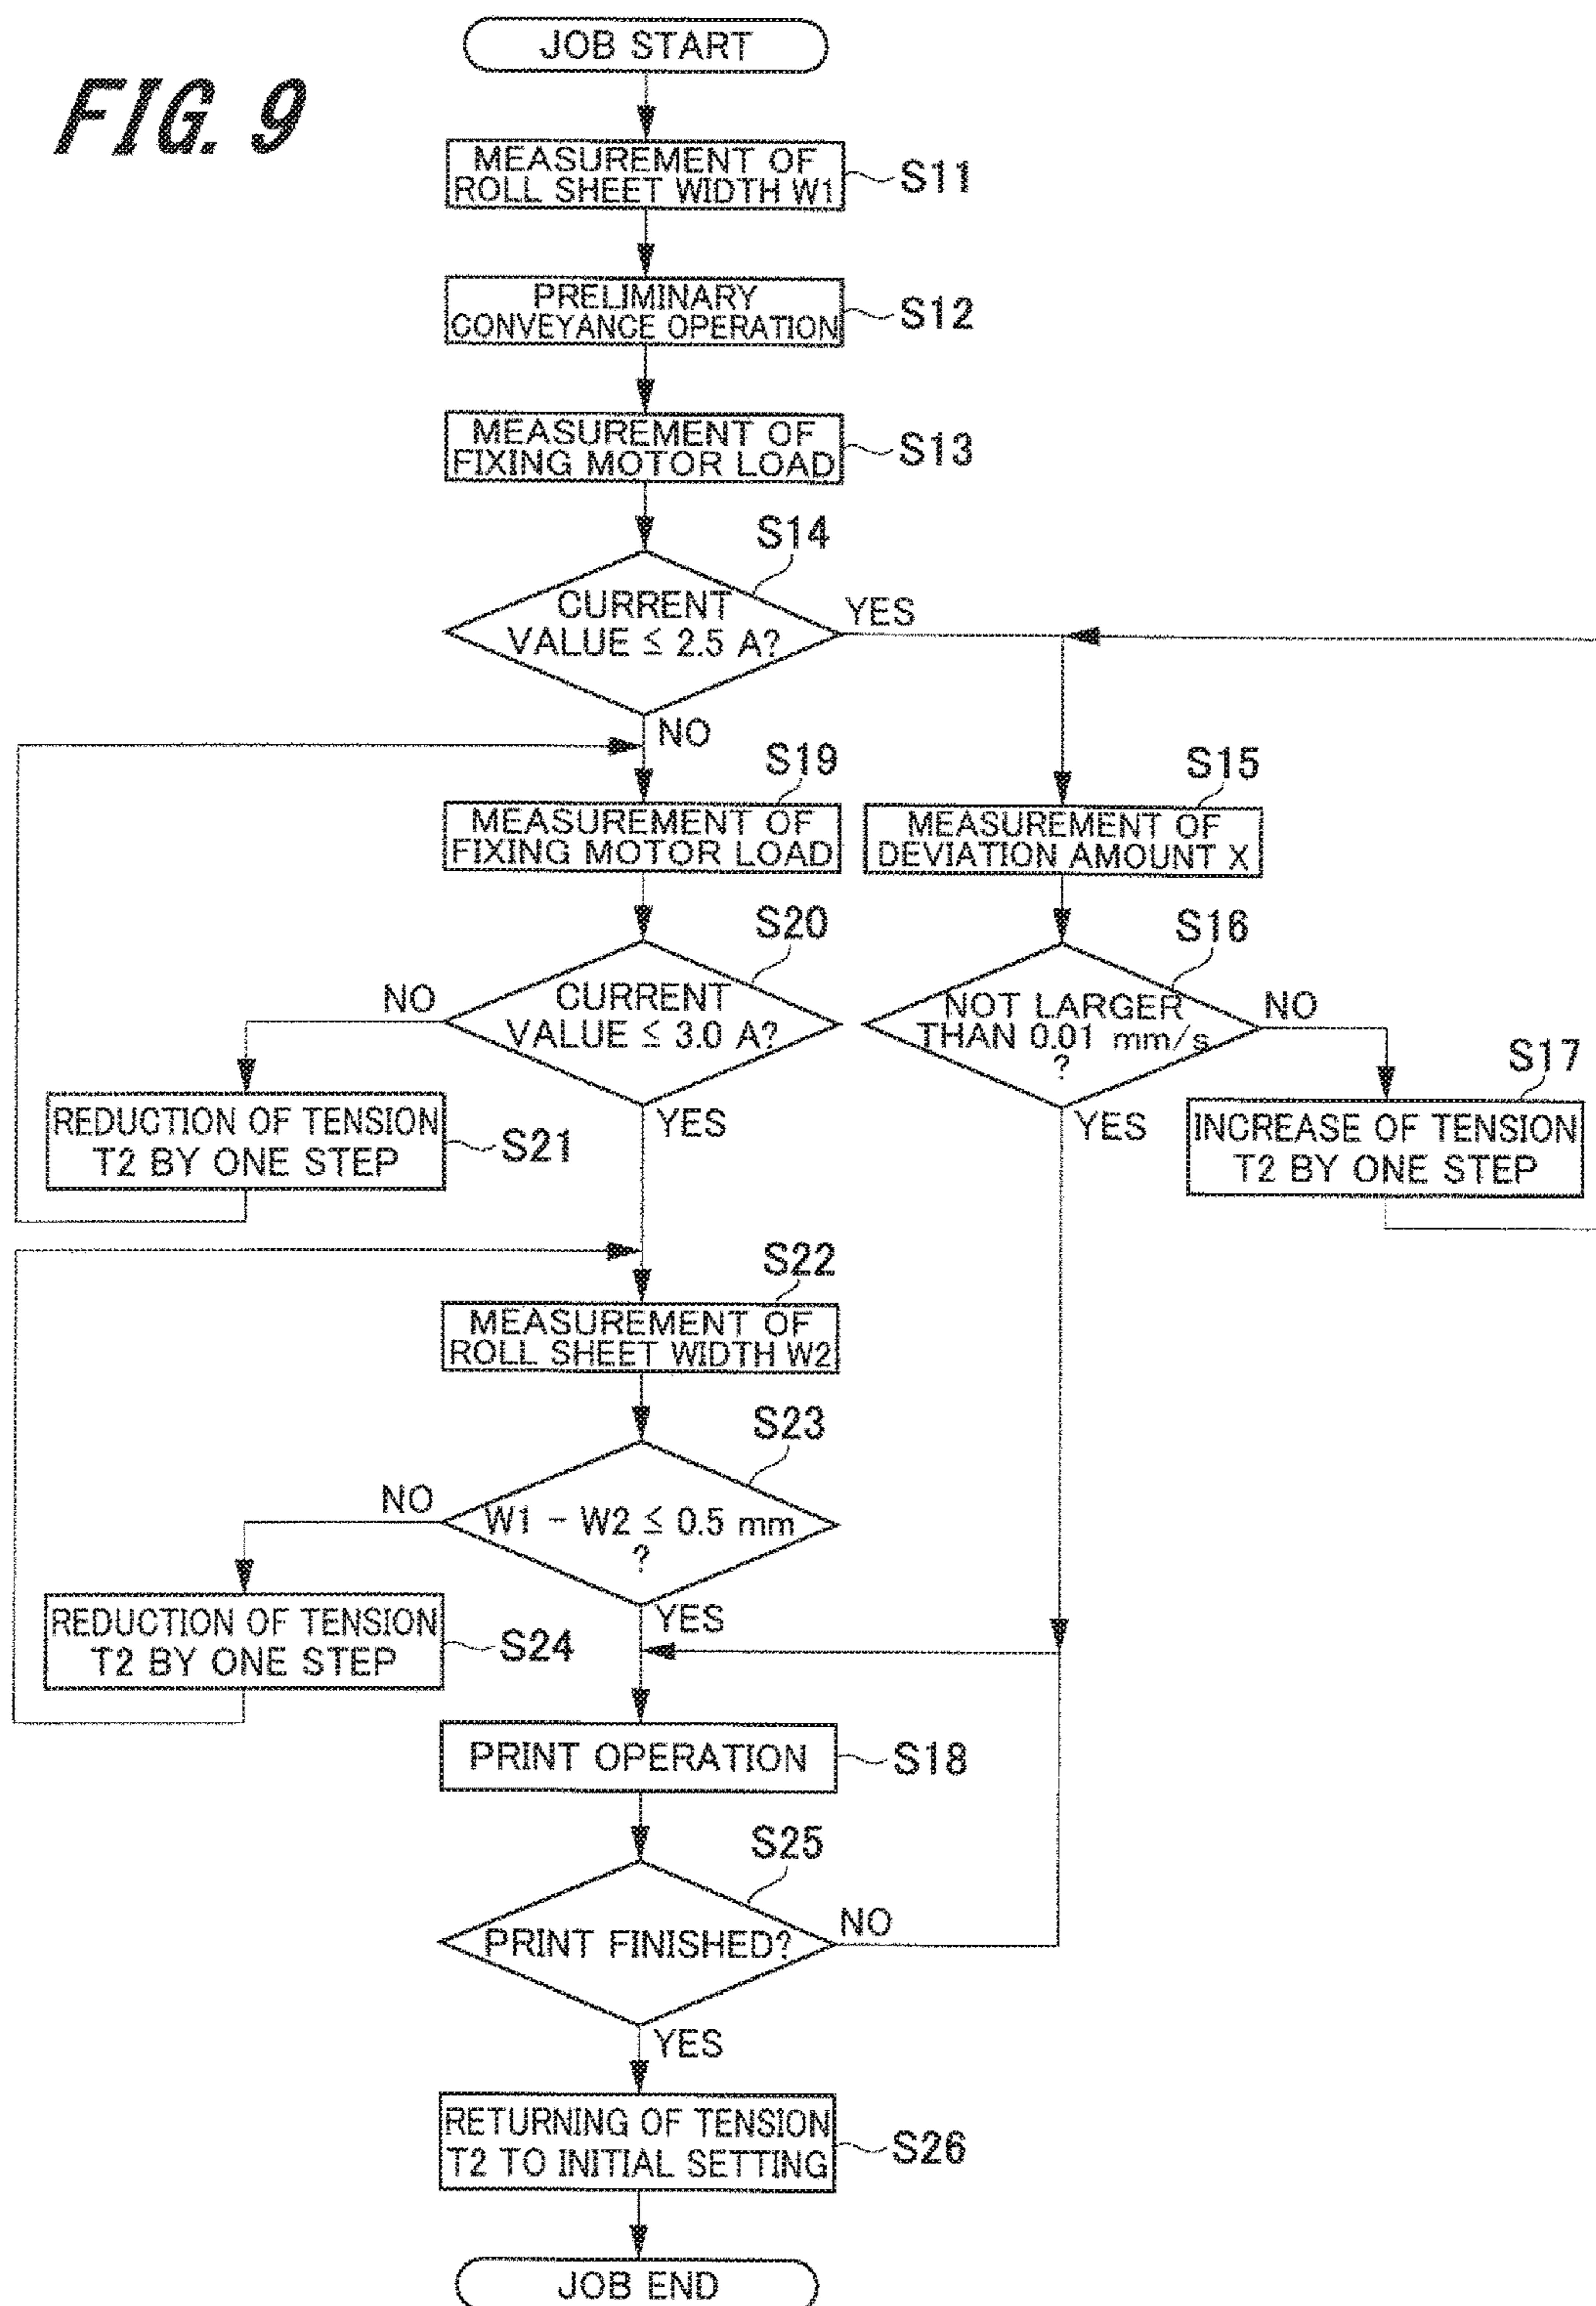 FIG. 9
JOB START
MEASUREMENT OF
ROLL SHEET WIDTH W1
S11
PRELIMINARY
CONVEYANCE OPERATION
S12
MEASUREMENT OF
FIXING MOTOR LOAD
S13
S14
CURRENT
VALUE ≤ 2.5 A?
YES
NO
S19
MEASUREMENT OF
FIXING MOTOR LOAD
S15
MEASUREMENT OF
DEVIATION AMOUNT X
S20
CURRENT
VALUE ≤ 3.0 A?
NO
YES
S16
NOT LARGER
THAN 0.01 mm/s
?
NO
YES
S17
INCREASE OF TENSION
T2 BY ONE STEP
REDUCTION OF TENSION
T2 BY ONE STEP
S21
S22
MEASUREMENT OF
ROLL SHEET WIDTH W2
S23
W1 - W2 ≤ 0.5 mm
?
NO
YES
REDUCTION OF TENSION
T2 BY ONE STEP
S24
PRINT OPERATION
S18
S25
PRINT FINISHED?
NO
YES
RETURNING OF TENSION
T2 TO INITIAL SETTING
S26
JOB END